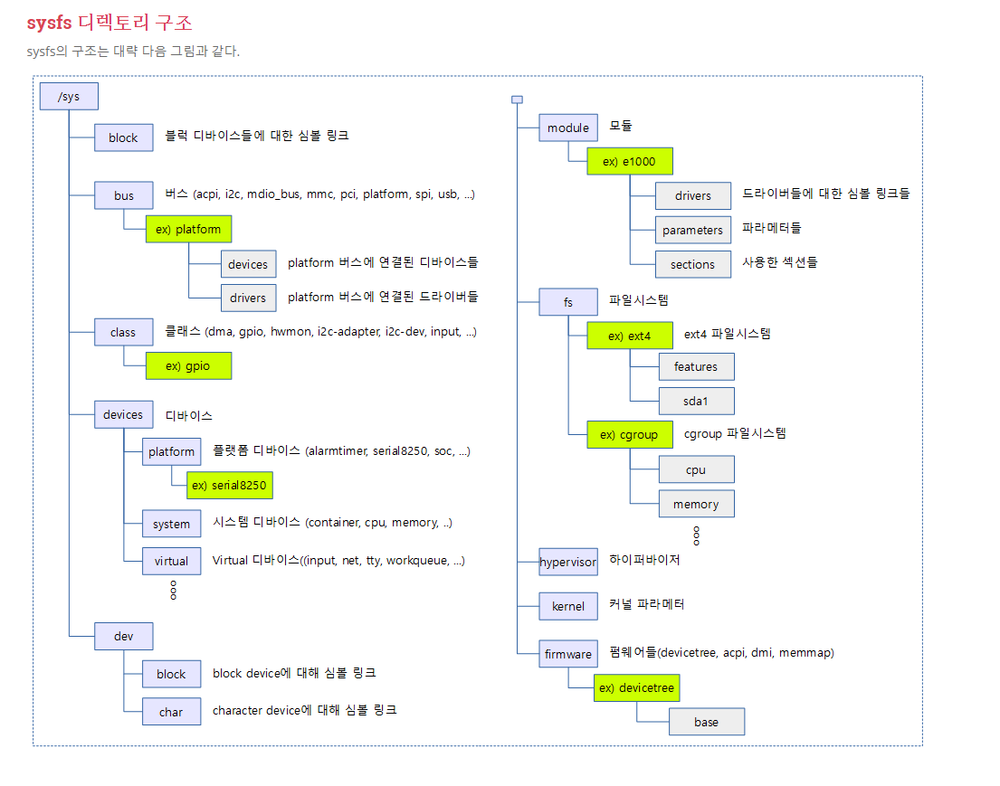 sysfs 디렉토리 구조
sysfs의 구조는 대략 다음 그림과 같다.
/sys
block 블럭 디바이스들에 대한 심볼 링크
bus 버스 (acpi, i2c, mdio_bus, mmc, pci, platform, spi, usb, ...)
ex) platform
devices platform 버스에 연결된 디바이스들
drivers platform 버스에 연결된 드라이버들
class 클래스 (dma, gpio, hwmon, i2c-adapter, i2c-dev, input, ...)
ex) gpio
devices 디바이스
platform 플랫폼 디바이스 (alarmtimer, serial8250, soc, ...)
ex) serial8250
system 시스템 디바이스 (container, cpu, memory, ..)
virtual Virtual 디바이스((input, net, tty, workqueue, ...)
dev
block block device에 대해 심볼 링크
char character device에 대해 심볼 링크
module 모듈
ex) e1000
drivers 드라이버들에 대한 심볼 링크들
parameters 파라메터들
sections 사용한 섹션들
fs 파일시스템
ex) ext4 ext4 파일시스템
features
sda1
ex) cgroup cgroup 파일시스템
cpu
memory
hypervisor 하이퍼바이저
kernel 커널 파라메터
firmware 펌웨어들(devicetree, acpi, dmi, memmap)
ex) devicetree
base